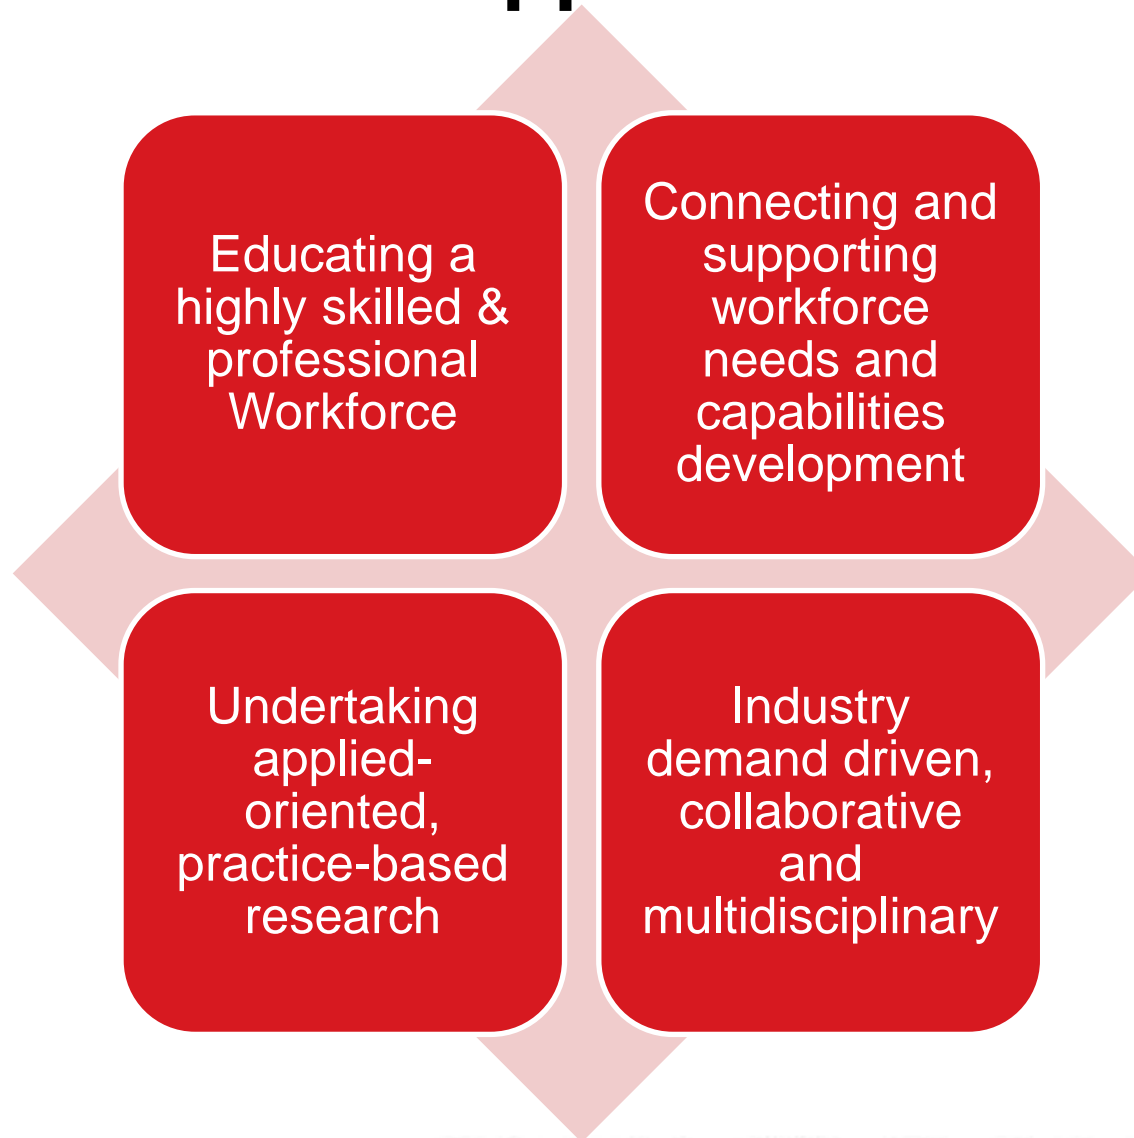 Educating a
highly skilled &
professional
Workforce
Connecting and
supporting
workforce
needs and
capabilities
development
Undertaking
applied-
oriented,
practice-based
research
Industry
demand driven,
collaborative
and
multidisciplinary